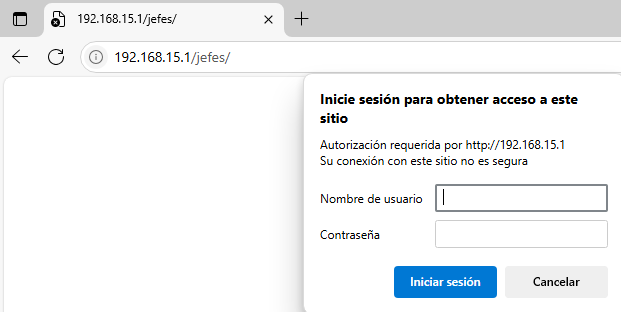 192.168.15.1/jefes/
192.168.15.1/jefes/
Inicie sesión para obtener acceso a este
sitio
Autorización requerida por http://192.168.15.1
Su conexión con este sitio no es segura
Nombre de usuario
Contraseña
Iniciar sesión
Cancelar